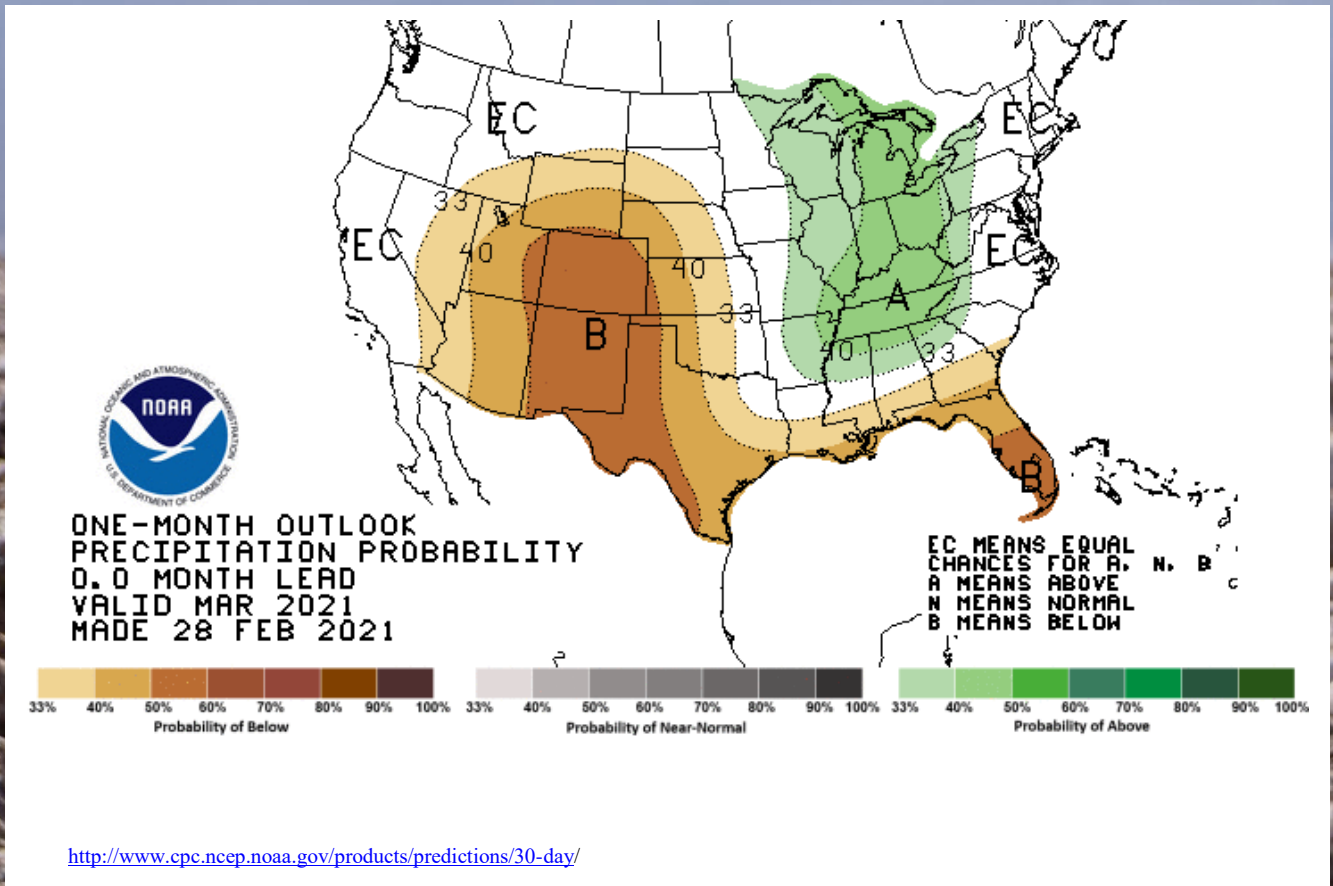 EC
EC
33
EC
40
40
EC
33
A
B
40
33
B
NATIONAL OCEANIC AND ATMOSPHERIC ADMINISTRATION
NOAA
U.S. DEPARTMENT OF COMMERCE
ONE-MONTH OUTLOOK
PRECIPITATION PROBABILITY
0.0 MONTH LEAD
VALID MAR 2021
MADE 28 FEB 2021
EC MEANS EQUAL
CHANCES FOR A, N, B
A MEANS ABOVE
N MEANS NORMAL
B MEANS BELOW
33% 40% 50% 60% 70% 80% 90% 100%
Probability of Below
33% 40% 50% 60% 70% 80% 90% 100%
Probability of Near-Normal
33% 40% 50% 60% 70% 80% 90% 100%
Probability of Above
http://www.cpc.ncep.noaa.gov/products/predictions/30-day/